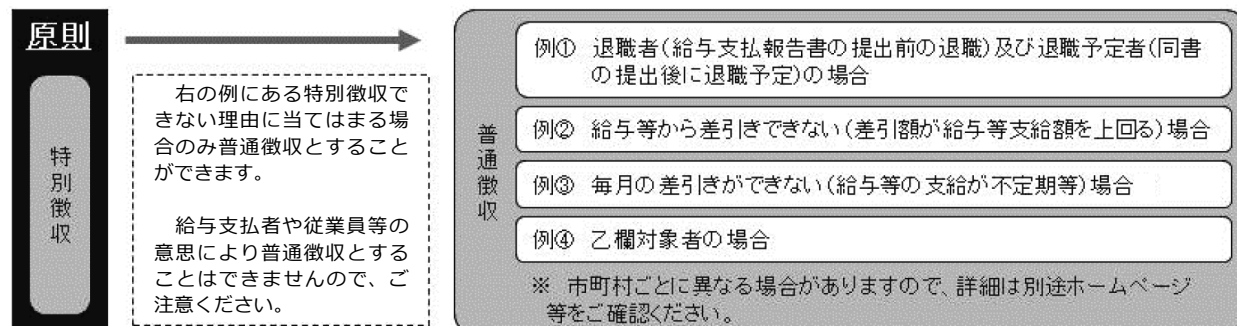 原則
特別徴収
右の例にある特別徴収で
きない理由に当てはまる場
合のみ普通徴収とすること
ができます。
給与支払者や従業員等の
意思により普通徴収とする
ことはできませんので、ご
注意ください。
普通徴収
例① 退職者(給与支払報告書の提出前の退職)及び退職予定者(同書
の提出後に退職予定)の場合
例② 給与等から差引きできない(差引額が給与等支給額を上回る)場合
例③ 毎月の差引きができない(給与等の支給が不定期等)場合
例④ 乙欄対象者の場合
※ 市町村ごとに異なる場合がありますので、詳細は別途ホームページ
等をご確認ください。